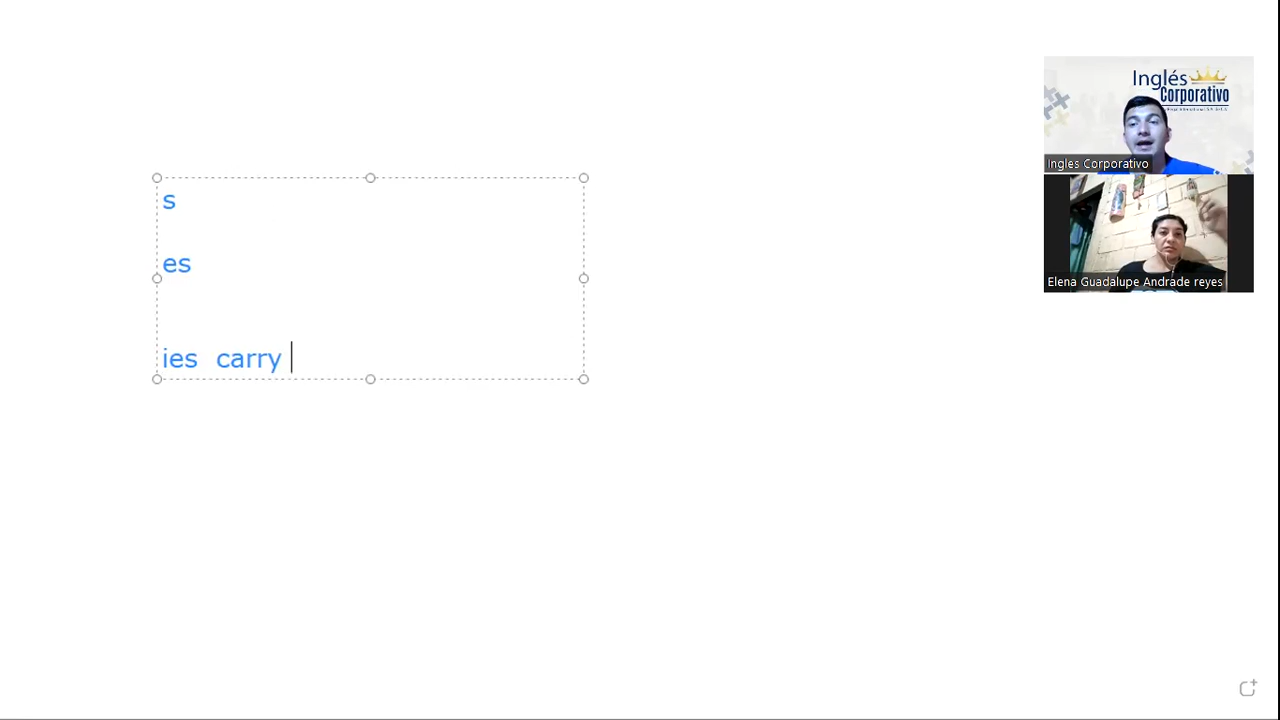 s
es
ies carry
Inglés
Corporativo
Ingles Corporativo
Elena Guadalupe Andrade reyes